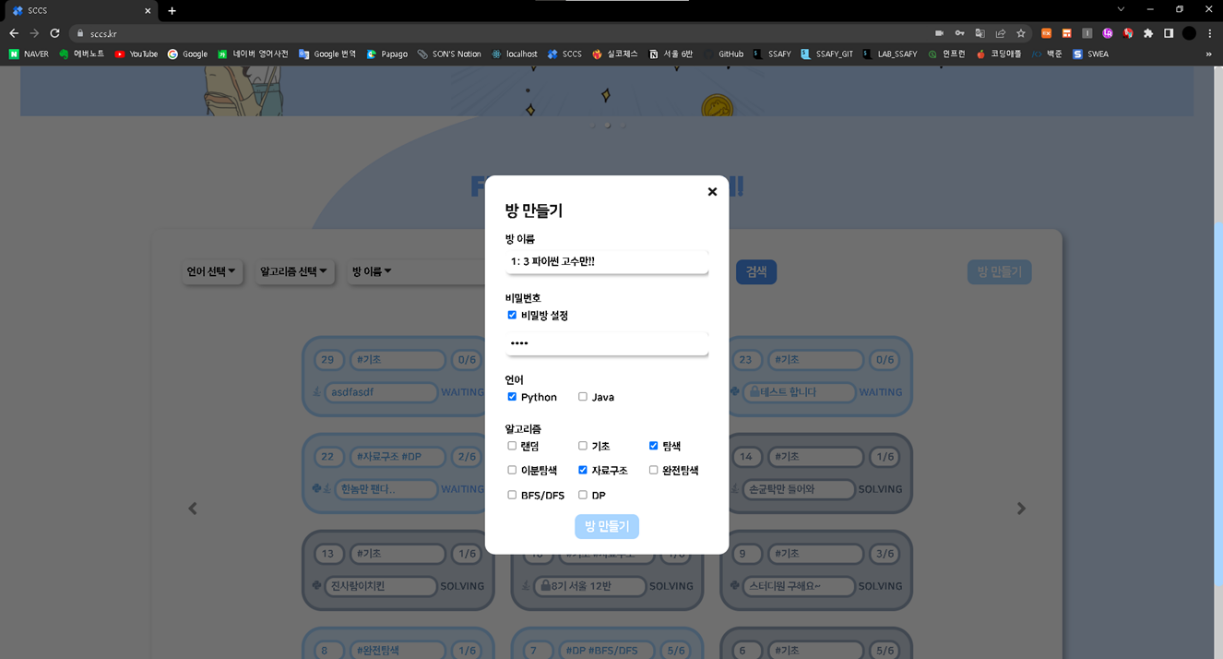 SCCS
sccs.kr
NAVER 에버노트 YouTube Google 네이버 영어사전 Google 번역 Papago SON'S Notion localhost SCCS 실코체스 서울 6반 GitHub SSAFY SSAFY_GIT LAB_SSAFY 인프런 코딩애플 백준 SWEA
언어 선택 알고리즘 선택 방 이름 검색 방 만들기
방 만들기
방 이름
1: 3 파이썬 고수만!!
비밀번호
비밀방 설정
••••
언어
Python Java
알고리즘
랜덤 기초 탐색
이분탐색 자료구조 완전탐색
BFS/DFS DP
방 만들기
29 #기초 0/6
asdfasdf WAITING
23 #기초 0/6
테스트 합니다 WAITING
22 #자료구조 #DP 2/6
한놈만 팬다.. WAITING
14 #기초 1/6
손균탁만 들어와 SOLVING
13 #기초 1/6
진사람이치킨 SOLVING
8기 서울 12반 SOLVING
9 #기초 3/6
스터디원 구해요~ SOLVING
8 #완전탐색 1/6
7 #DP #BFS/DFS 5/6
6 #기초 5/6